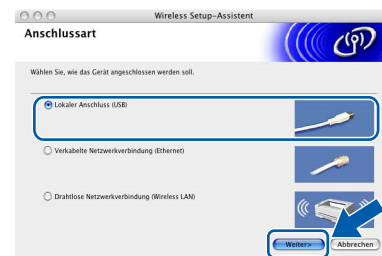 Wireless Setup-Assistent
Anschlussart
Wählen Sie, wie das Gerät angeschlossen werden soll.
Lokaler Anschluss (USB)
Verkabelte Netzwerkverbindung (Ethernet)
Drahtlose Netzwerkverbindung (Wireless LAN)
Weiter> Abbrechen